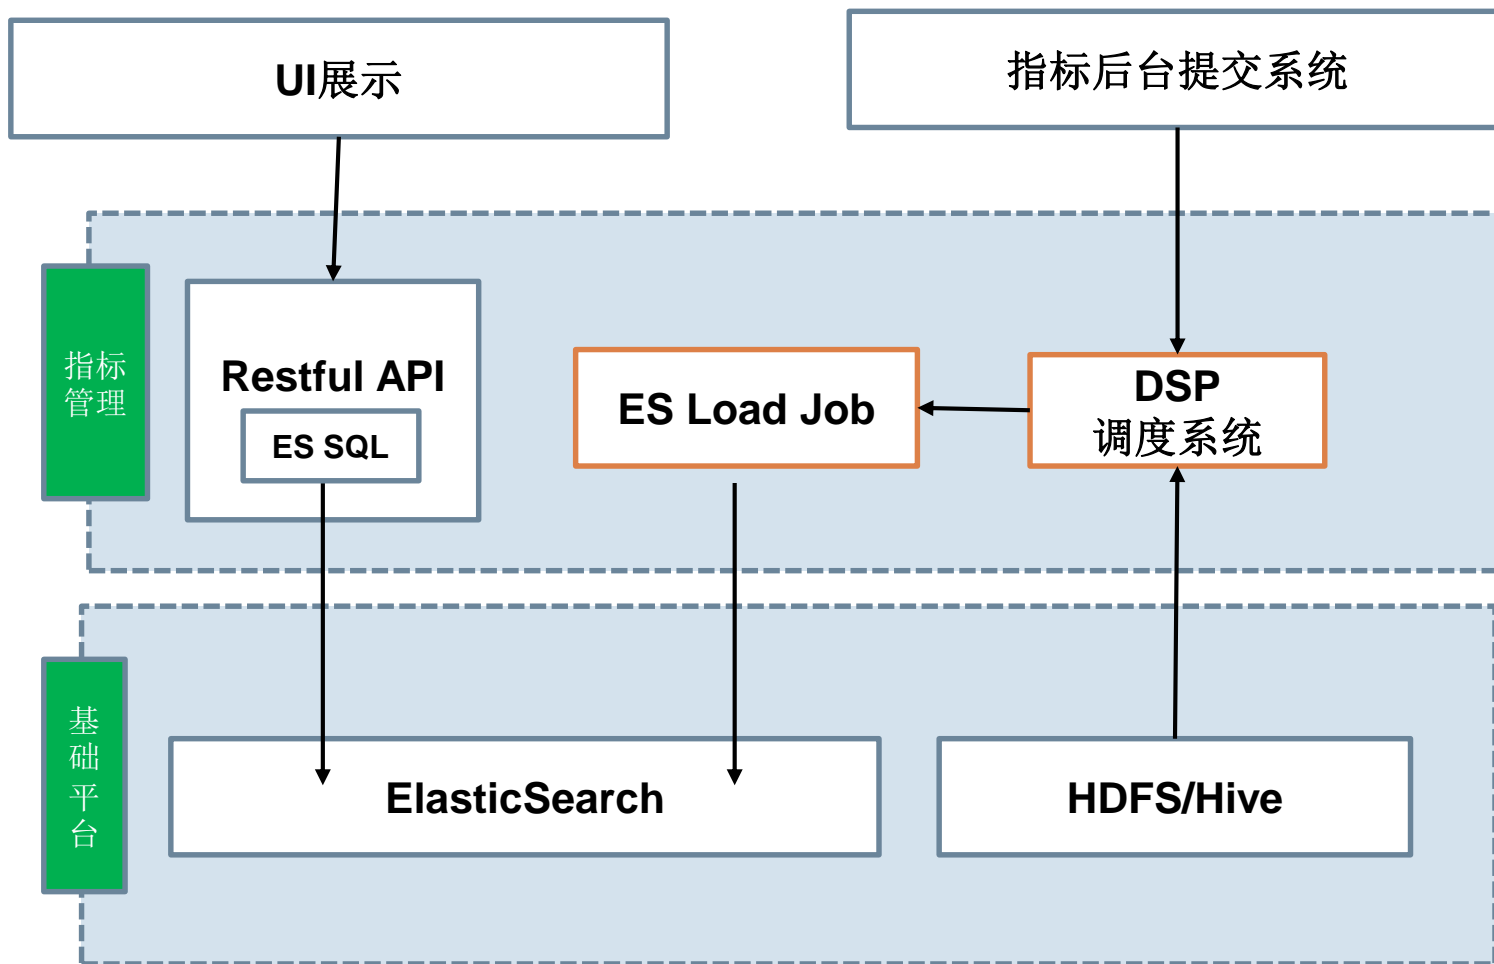 UI展示
指标后台提交系统
指标
管理
Restful API
ES SQL
ES Load Job
DSP
调度系统
基
础
平
台
ElasticSearch
HDFS/Hive